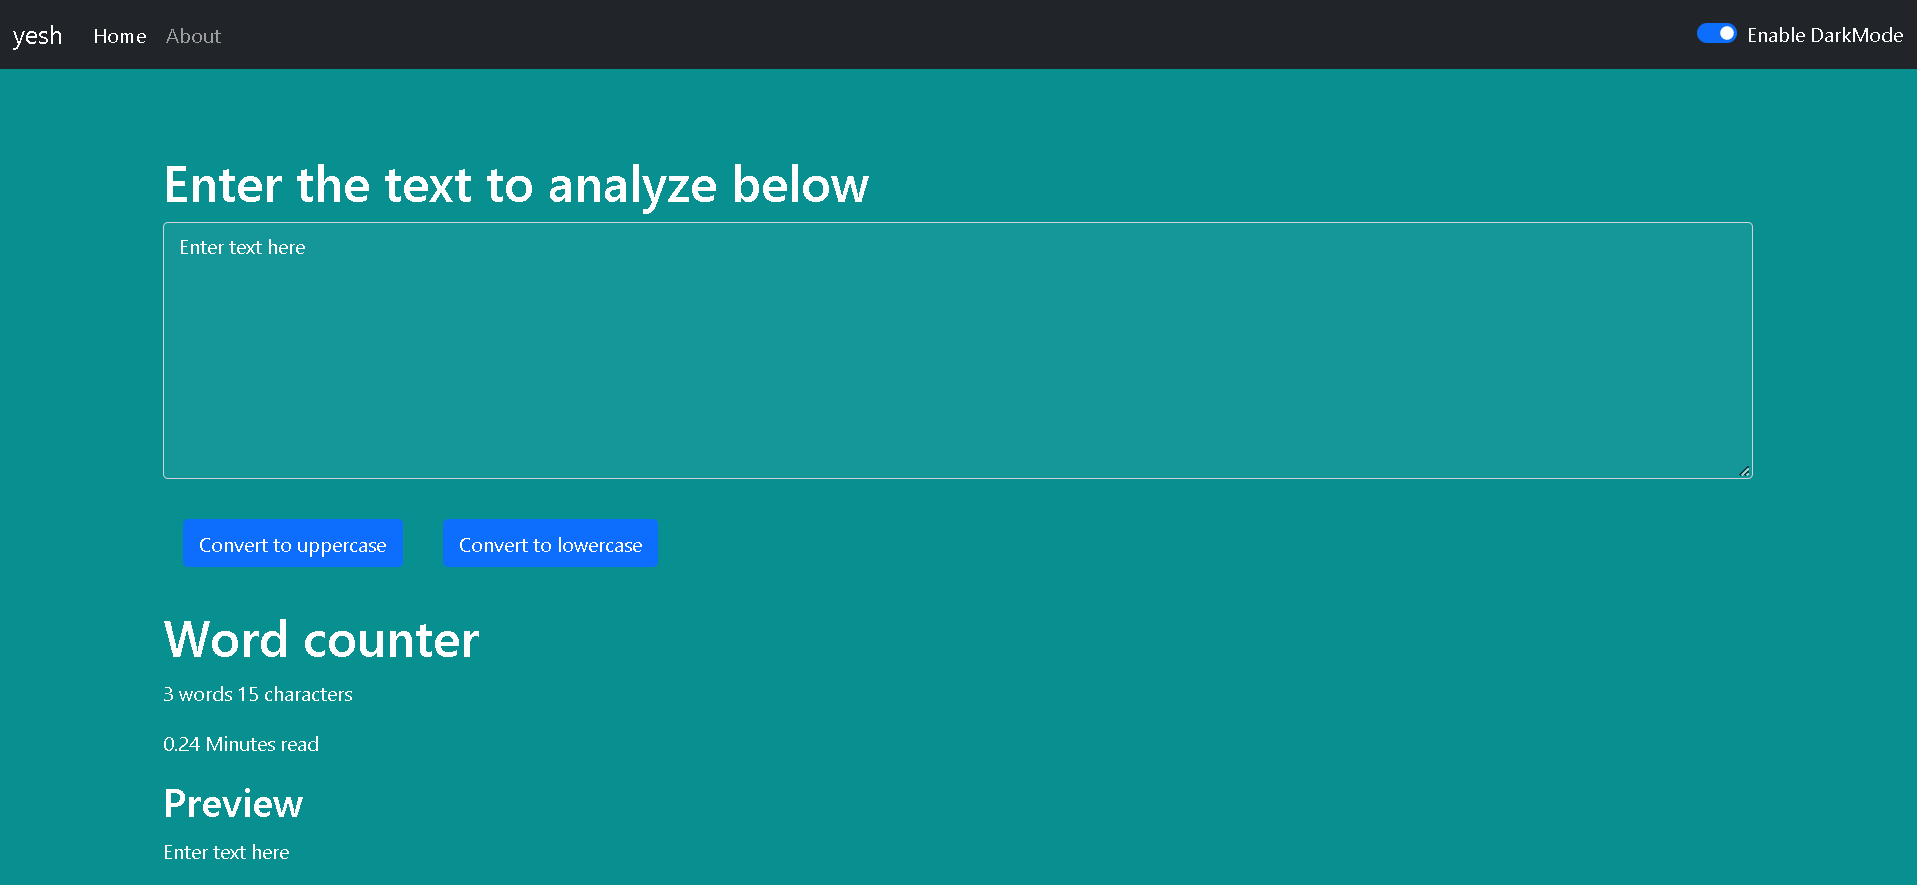 yesh Home About Enable DarkMode
Enter the text to analyze below
Enter text here
Convert to uppercase Convert to lowercase
Word counter
3 words 15 characters
0.24 Minutes read
Preview
Enter text here